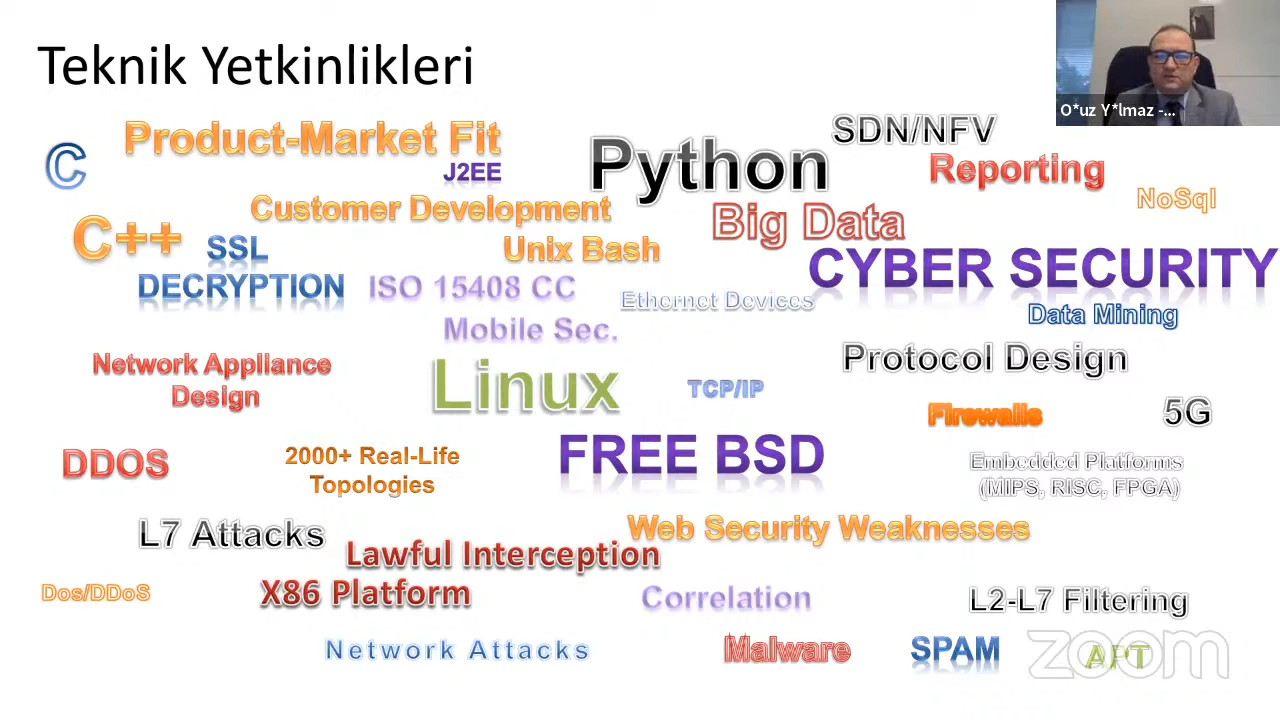 Teknik Yetkinlikleri
O*uz Y*lmaz -...
C
Product-Market Fit
J2EE
Python
SDN/NFV
Reporting
NoSql
Customer Development
Big Data
C++
SSL
DECRYPTION
Unix Bash
CYBER SECURITY
ISO 15408 CC
Ethernet Devices
Data Mining
Mobile Sec.
Protocol Design
Network Appliance
Design
Linux
TCP/IP
Firewalls
5G
DDOS
2000+ Real-Life
Topologies
FREE BSD
Embedded Platforms
(MIPS, RISC, FPGA)
L7 Attacks
Web Security Weaknesses
Lawful Interception
Dos/DDoS
X86 Platform
Correlation
L2-L7 Filtering
Network Attacks
Malware
SPAM
APT
zoom